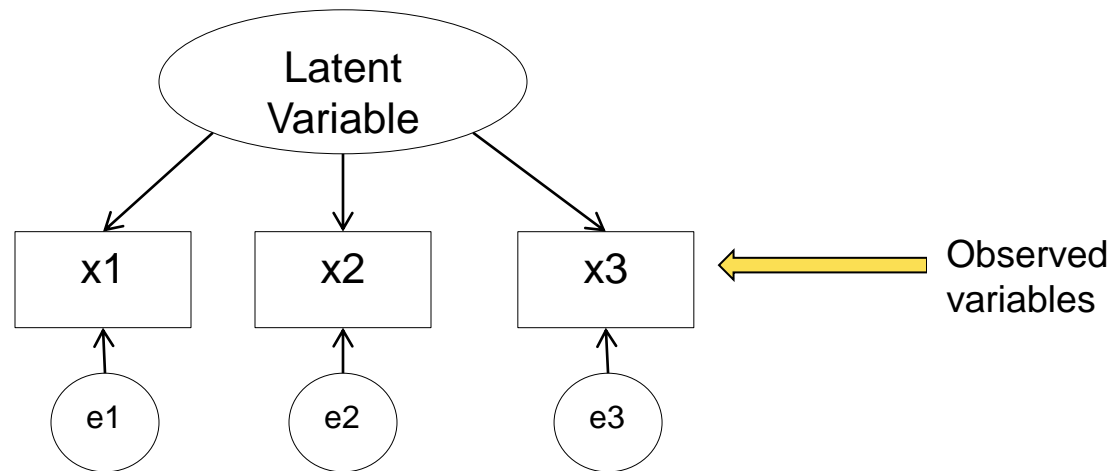 Latent
Variable
x1
x2
x3
Observed
variables
e1
e2
e3